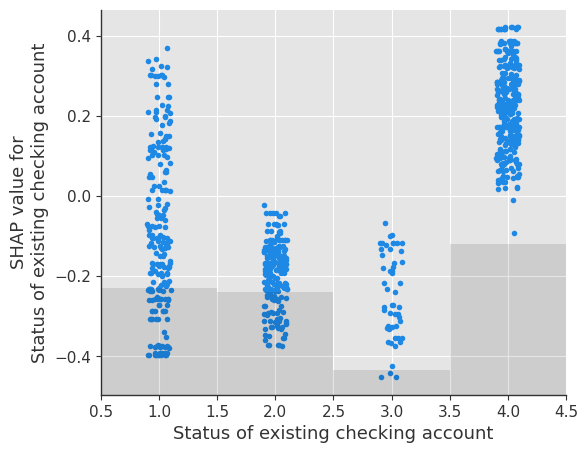 SHAP value for
Status of existing checking account
0.4
0.2
0.0
−0.2
−0.4
0.5 1.0 1.5 2.0 2.5 3.0 3.5 4.0 4.5
Status of existing checking account